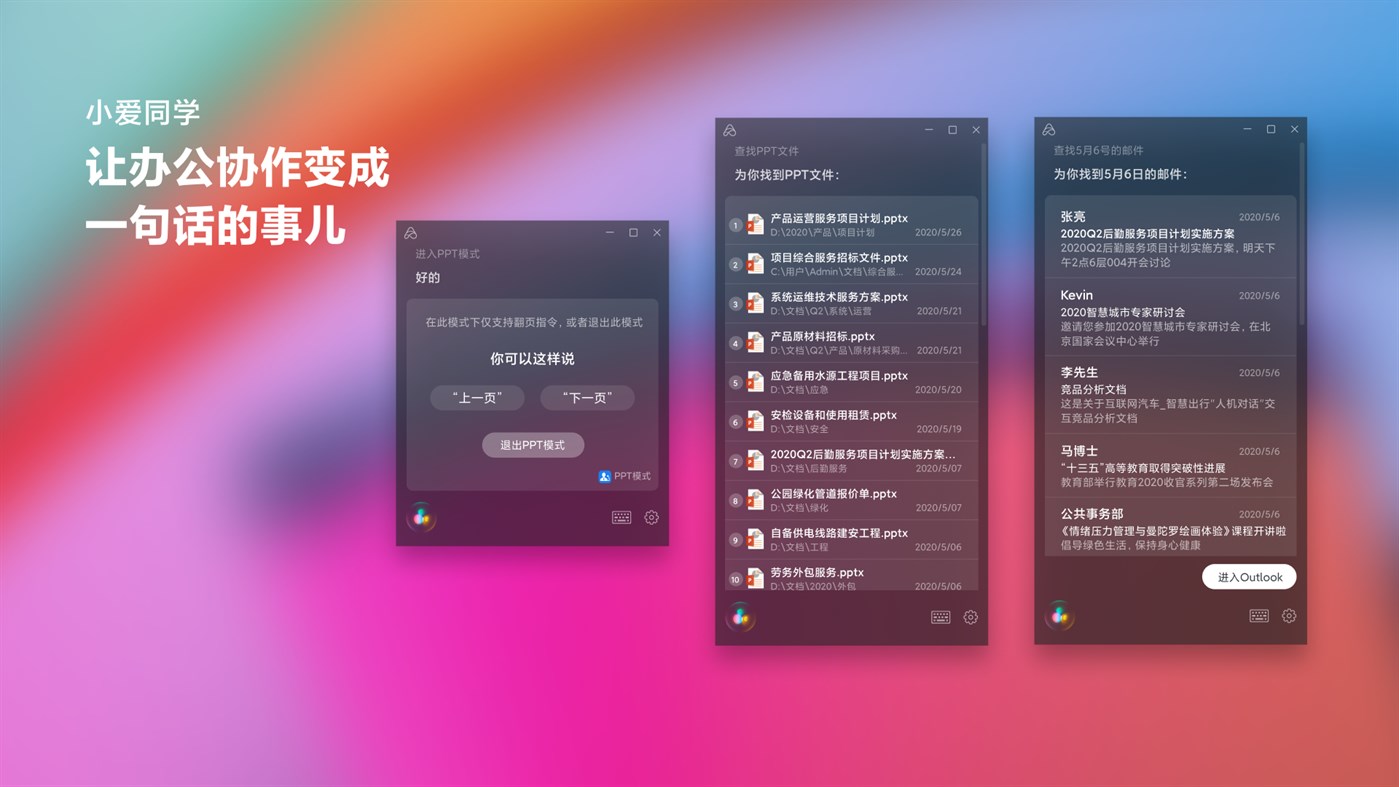 小爱同学
让办公协作变成
一句话的事儿
进入PPT模式
好的
在此模式下仅支持翻页指令, 或者退出此模式
你可以这样说
“上一页”
“下一页”
退出PPT模式
PPT模式
查找PPT文件
为你找到PPT文件:
1 产品运营服务项目计划.pptx
D:\2020\产品\项目计划 2020/5/26
2 项目综合服务招标文件.pptx
C:\用户\Admin\文档\综合服... 2020/5/24
3 系统运维技术服务方案.pptx
D:\文档\Q2\系统\运营 2020/5/21
4 产品原材料招标.pptx
D:\文档\Q2\产品\原材料采购... 2020/5/21
5 应急备用水源工程项目.pptx
D:\文档\应急 2020/5/20
6 安检设备和使用租赁.pptx
D:\文档\安全 2020/5/19
7 2020Q2后勤服务项目计划实施方案...
D:\文档\后勤服务 2020/5/07
8 公园绿化管道报价单.pptx
D:\文档\绿化 2020/5/07
9 自备供电线路建安工程.pptx
D:\文档\工程 2020/5/06
10 劳务外包服务.pptx
D:\文档\2020\外包 2020/5/06
查找5月6号的邮件
为你找到5月6日的邮件:
张亮 2020/5/6
2020Q2后勤服务项目计划实施方案
2020Q2后勤服务项目计划实施方案, 明天下
午2点6层004开会讨论
Kevin 2020/5/6
2020智慧城市专家研讨会
邀请您参加2020智慧城市专家研讨会, 在北
京国家会议中心举行
李先生 2020/5/6
竞品分析文档
这是关于互联网汽车_智慧出行“人机对话”交
互竞品分析文档
马博士 2020/5/6
“十三五”高等教育取得突破性进展
教育部举行教育2020收官系列第二场发布会
公共事务部 2020/5/6
《情绪压力管理与曼陀罗绘画体验》课程开讲啦
倡导绿色生活, 保持身心健康
进入Outlook